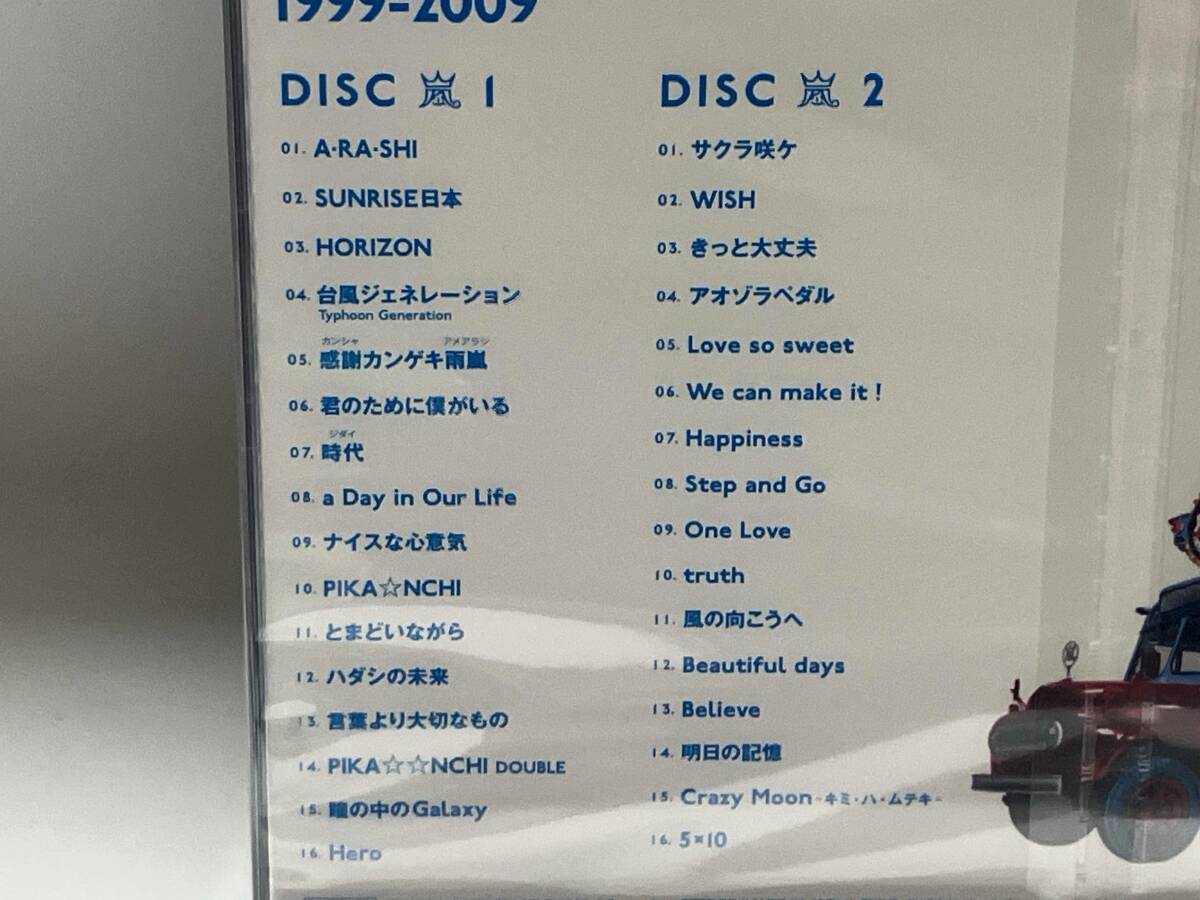 1999-2009
DISC 嵐 1
01. A・RA・SHI
02. SUNRISE日本
03. HORIZON
04. 台風ジェネレーション
Typhoon Generation
カンシャ アメアラシ
05. 感謝カンゲキ雨嵐
06. 君のために僕がいる
ジダイ
07. 時代
08. a Day in Our Life
09. ナイスな心意気
10. PIKA☆NCHI
11. とまどいながら
12. ハダシの未来
13. 言葉より大切なもの
14. PIKA☆☆NCHI DOUBLE
15. 瞳の中のGalaxy
16. Hero
DISC 嵐 2
01. サクラ咲ケ
02. WISH
03. きっと大丈夫
04. アオゾラペダル
05. Love so sweet
06. We can make it!
07. Happiness
08. Step and Go
09. One Love
10. truth
11. 風の向こうへ
12. Beautiful days
13. Believe
14. 明日の記憶
15. Crazy Moon~キミ・ハ・ムテキ~
16. 5×10